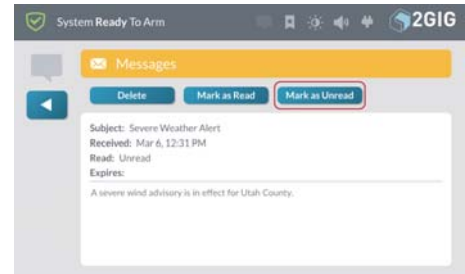 System Ready To Arm
2GIG
Messages
Delete
Mark as Read
Mark as Unread
Subject: Severe Weather Alert
Received: Mar 6, 12:31 PM
Read: Unread
Expires:
A severe wind advisory is in effect for Utah County.